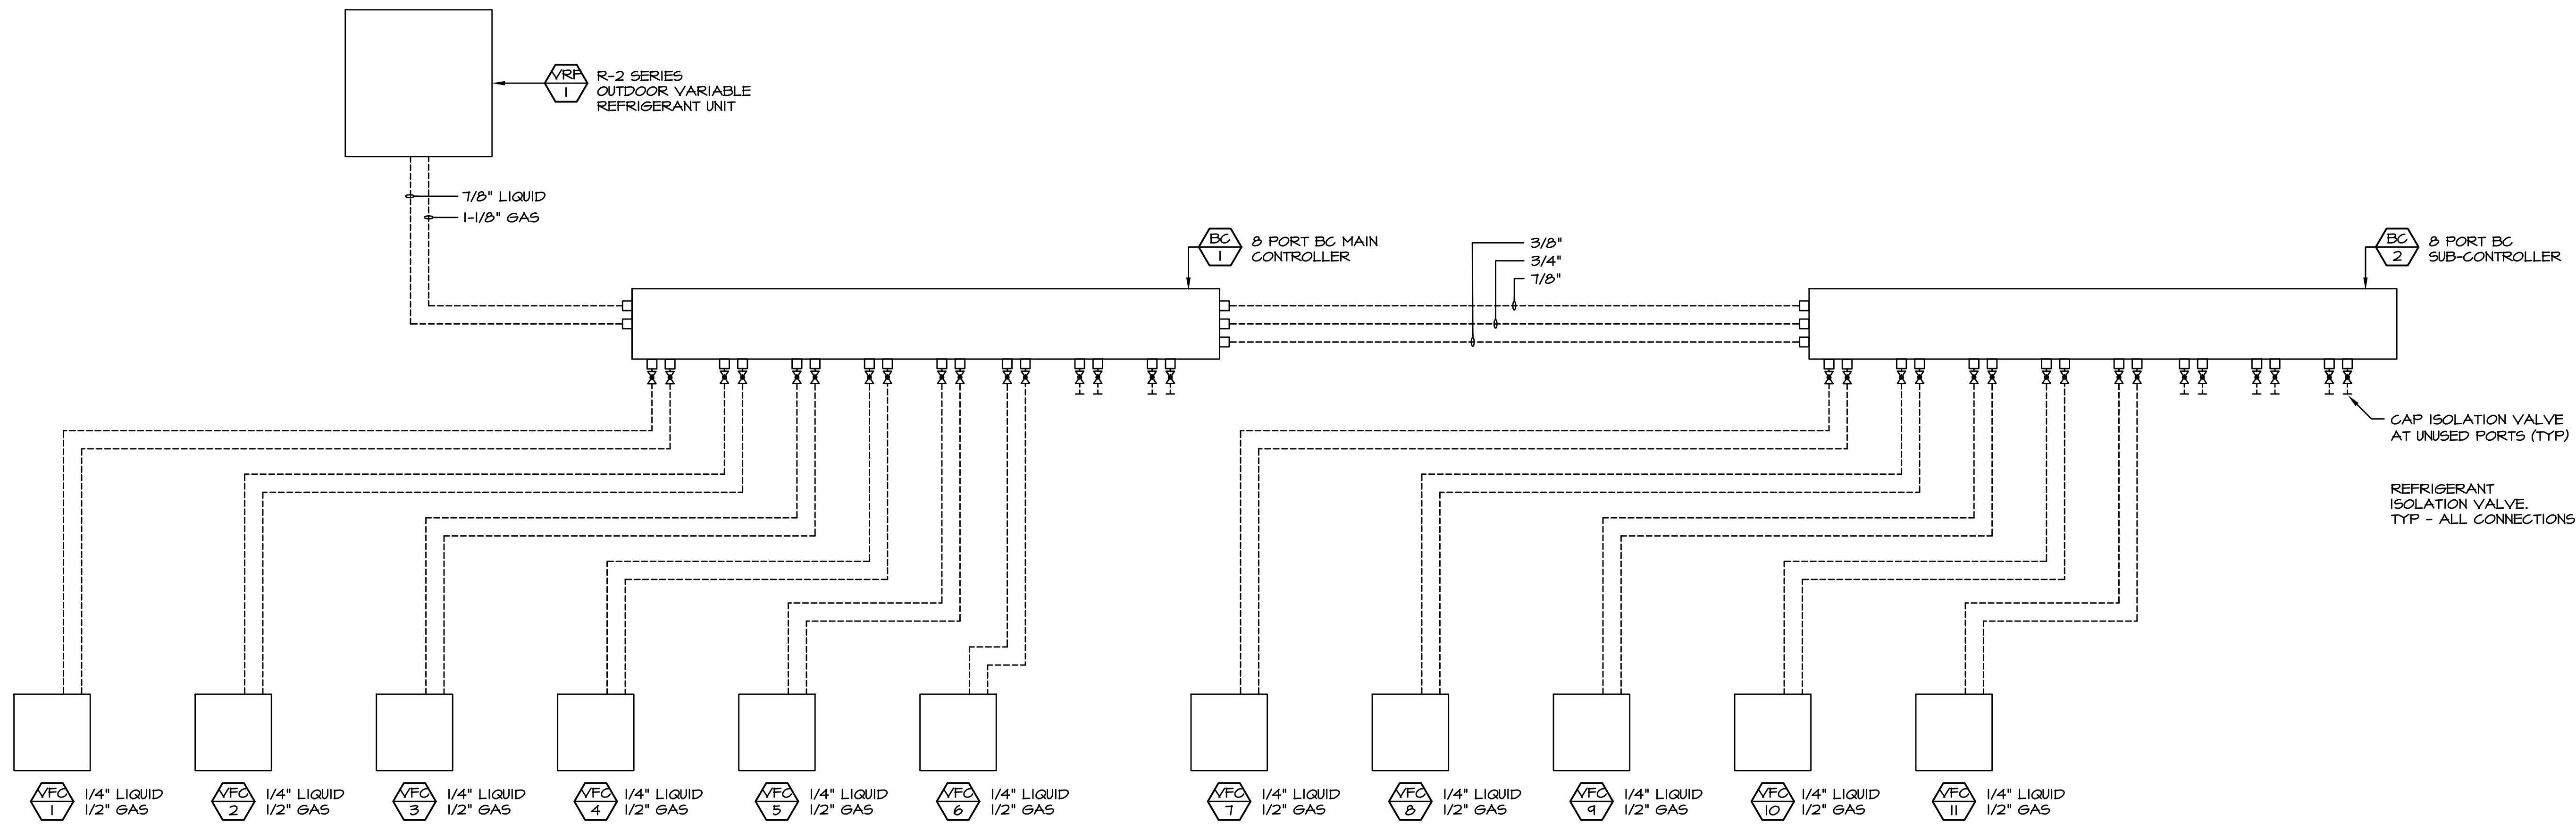 VRF
1
R-2 SERIES
OUTDOOR VARIABLE
REFRIGERANT UNIT
7/8" LIQUID
1-1/8" GAS
BC
1
8 PORT BC MAIN
CONTROLLER
3/8"
3/4"
7/8"
BC
2
8 PORT BC
SUB-CONTROLLER
CAP ISOLATION VALVE
AT UNUSED PORTS (TYP)
REFRIGERANT
ISOLATION VALVE.
TYP - ALL CONNECTIONS
VFC
1
1/4" LIQUID
1/2" GAS
VFC
2
1/4" LIQUID
1/2" GAS
VFC
3
1/4" LIQUID
1/2" GAS
VFC
4
1/4" LIQUID
1/2" GAS
VFC
5
1/4" LIQUID
1/2" GAS
VFC
6
1/4" LIQUID
1/2" GAS
VFC
7
1/4" LIQUID
1/2" GAS
VFC
8
1/4" LIQUID
1/2" GAS
VFC
9
1/4" LIQUID
1/2" GAS
VFC
10
1/4" LIQUID
1/2" GAS
VFC
11
1/4" LIQUID
1/2" GAS